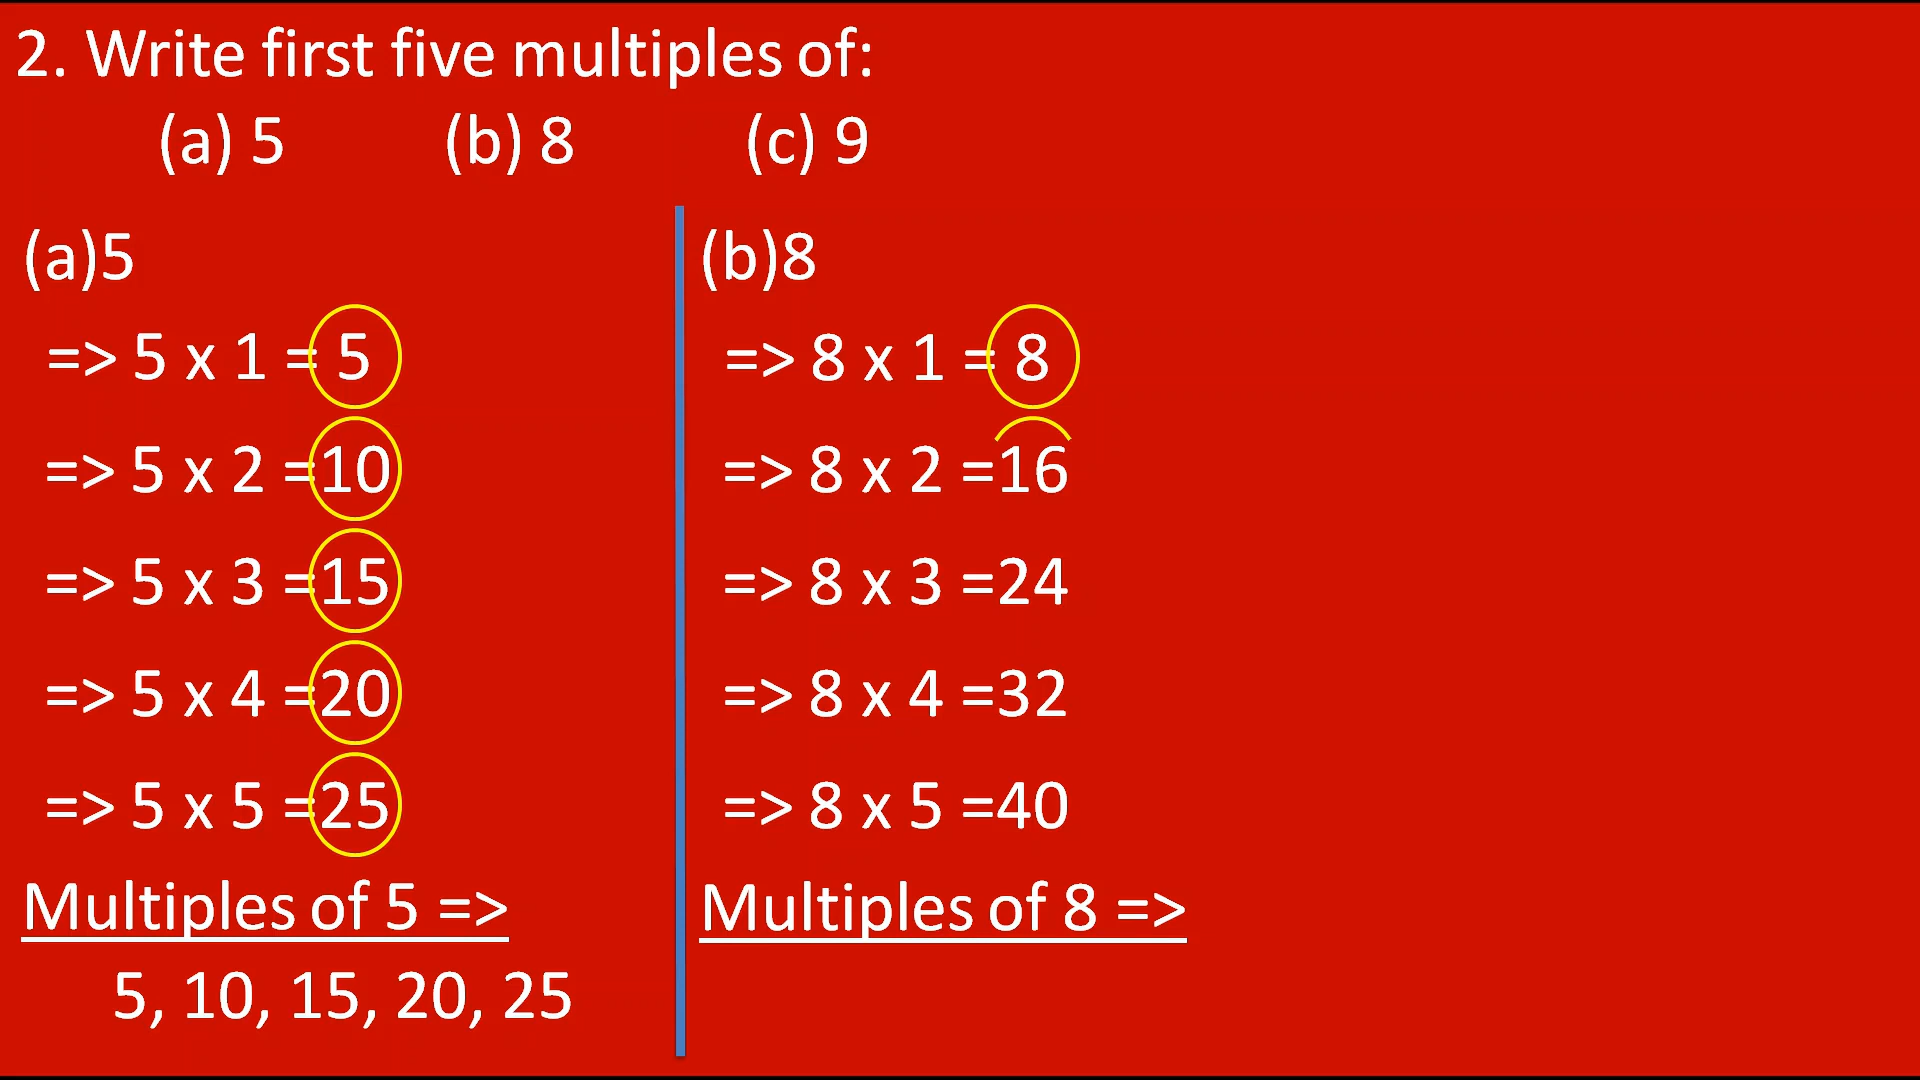 2. Write first five multiples of:
(a) 5 (b) 8 (c) 9
(a)5
=> 5 x 1 = 5
=> 5 x 2 =10
=> 5 x 3 =15
=> 5 x 4 =20
=> 5 x 5 =25
Multiples of 5 =>
5, 10, 15, 20, 25
(b)8
=> 8 x 1 = 8
=> 8 x 2 =16
=> 8 x 3 =24
=> 8 x 4 =32
=> 8 x 5 =40
Multiples of 8 =>